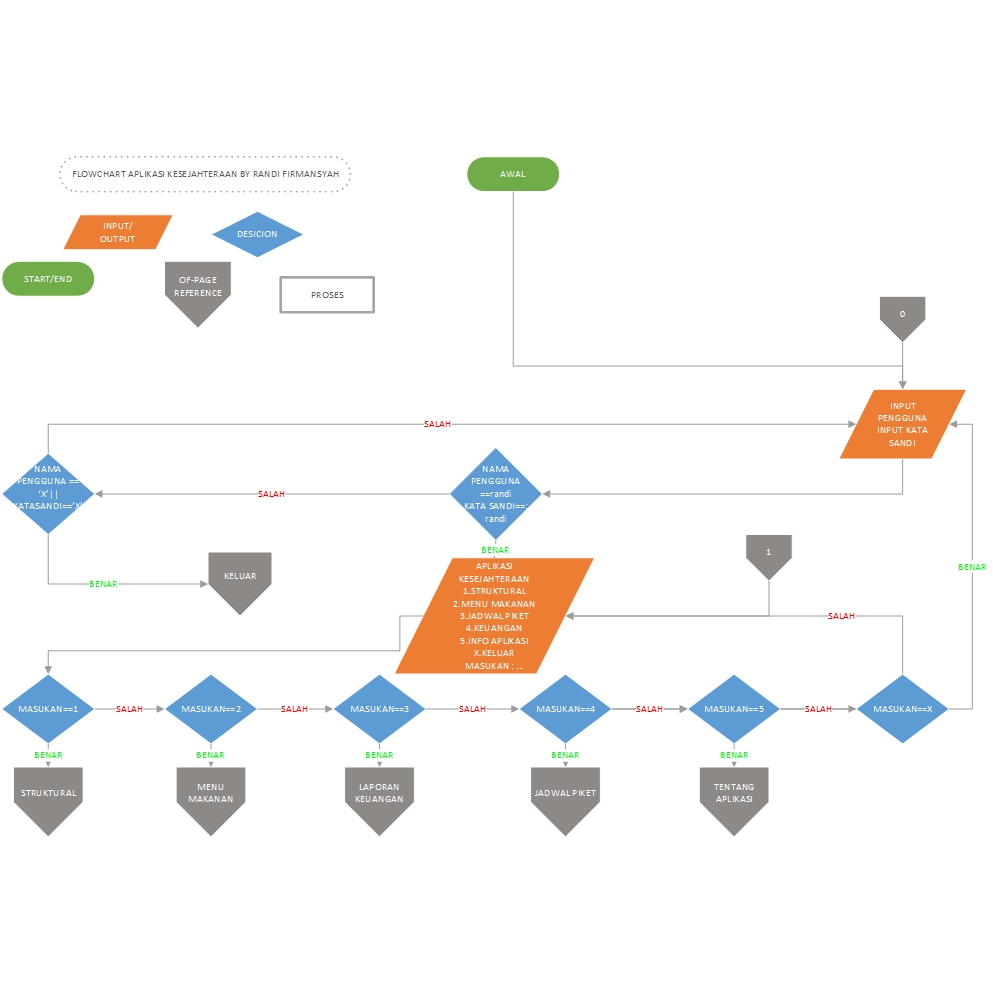 FLOWCHART APLIKASI KESEJAHTERAAN BY RANDI FIRMANSYAH
AWAL
INPUT/
OUTPUT
DESICION
START/END
OF-PAGE
REFERENCE
PROSES
0
INPUT
PENGGUNA
INPUT KATA
SANDI
SALAH
NAMA
PENGGUNA ==
'X'||
KATASANDI=='X'
SALAH
NAMA
PENGGUNA
==randi
KATA SANDI==:
randi
BENAR
1
BENAR
KELUAR
BENAR
APLIKASI
KESEJAHTERAAN
1.STRUKTURAL
2.MENU MAKANAN
3.JADWAL PIKET
4.KEUANGAN
5.INFO APLIKASI
X.KELUAR
MASUKAN : ...
SALAH
MASUKAN==1
SALAH
MASUKAN==2
SALAH
MASUKAN==3
SALAH
MASUKAN==4
SALAH
MASUKAN==5
SALAH
MASUKAN==X
BENAR
BENAR
BENAR
BENAR
BENAR
STRUKTURAL
MENU
MAKANAN
LAPORAN
KEUANGAN
JADWAL PIKET
TENTANG
APLIKASI